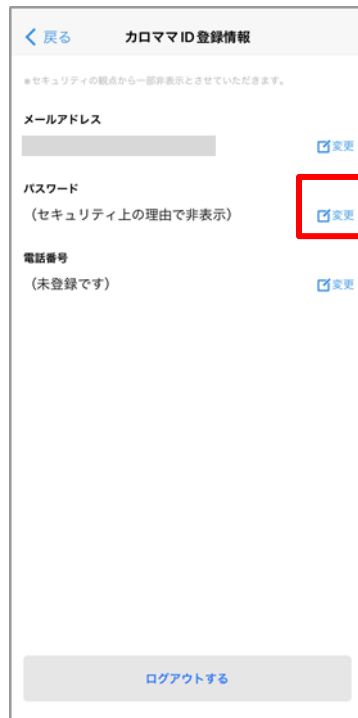 戻る カロママID登録情報
※セキュリティの観点から一部非表示とさせていただきます。
メールアドレス
変更
パスワード
（セキュリティ上の理由で非表示） 変更
電話番号
（未登録です） 変更
ログアウトする